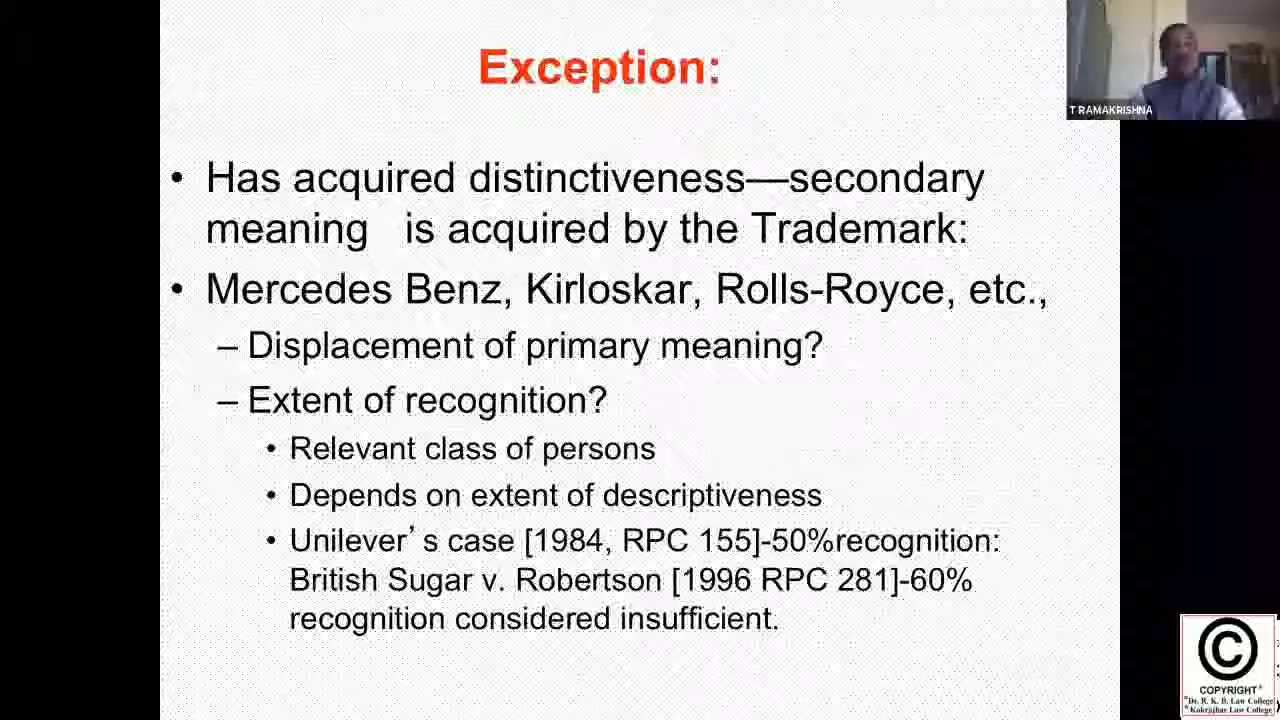 Exception:
T RAMAKRISHNA
• Has acquired distinctiveness—secondary
meaning is acquired by the Trademark:
• Mercedes Benz, Kirloskar, Rolls-Royce, etc.,
– Displacement of primary meaning?
– Extent of recognition?
• Relevant class of persons
• Depends on extent of descriptiveness
• Unilever’s case [1984, RPC 155]-50%recognition:
British Sugar v. Robertson [1996 RPC 281]-60%
recognition considered insufficient.
©
COPYRIGHT
*Dr. R. K. B. Law College
*Kokrajhar Law College